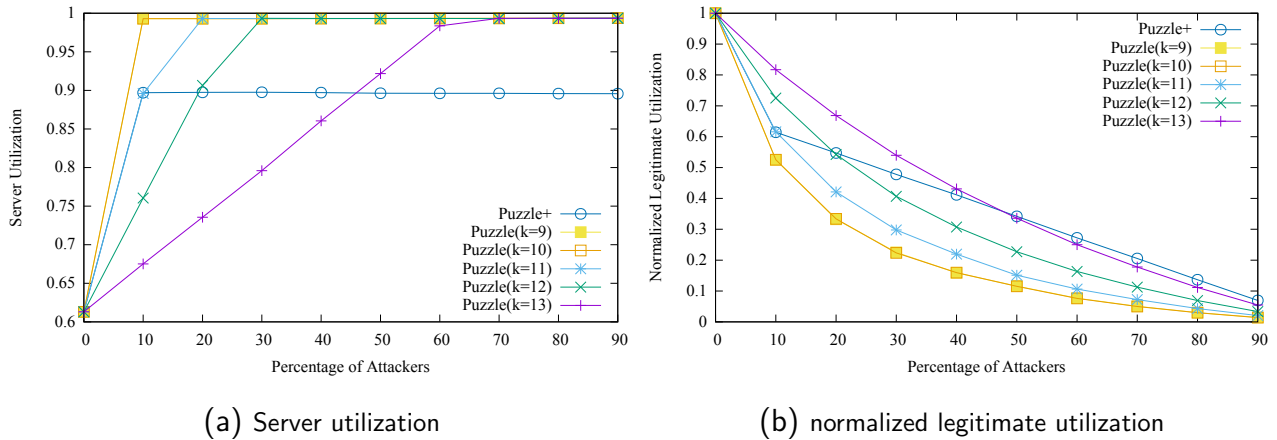 1
0.95
0.9
0.85
0.8
0.75
0.7
0.65
0.6
Server Utilization
0 10 20 30 40 50 60 70 80 90
Percentage of Attackers
Puzzle+
Puzzle(k=9)
Puzzle(k=10)
Puzzle(k=11)
Puzzle(k=12)
Puzzle(k=13)
(a) Server utilization
1
0.9
0.8
0.7
0.6
0.5
0.4
0.3
0.2
0.1
0
Normalized Legitimate Utilization
0 10 20 30 40 50 60 70 80 90
Percentage of Attackers
Puzzle+
Puzzle(k=9)
Puzzle(k=10)
Puzzle(k=11)
Puzzle(k=12)
Puzzle(k=13)
(b) normalized legitimate utilization